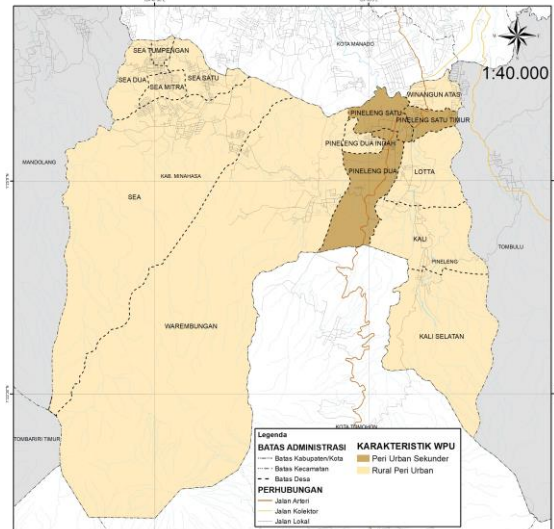 KOTA MANADO
1:40.000
SEA TUMPENGAN
SEA DUA
SEA SATU
SEA MITRA
WINANGUN ATAS
PINELENG SATU
PINELENG SATU TIMUR
PINELENG DUA INDAH
MANDOLANG
KAB. MINAHASA
PINELENG DUA
LOTTA
SEA
KALI
TOMBULU
PINELENG
WAREMBUNGAN
KALI SELATAN
KOTA TOMOHON
TOMBARIRI TIMUR
Legenda
BATAS ADMINISTRASI
Batas Kabupaten/Kota
Batas Kecamatan
Batas Desa
PERHUBUNGAN
Jalan Arteri
Jalan Kolektor
Jalan Lokal
KARAKTERISTIK WPU
Peri Urban Sekunder
Rural Peri Urban